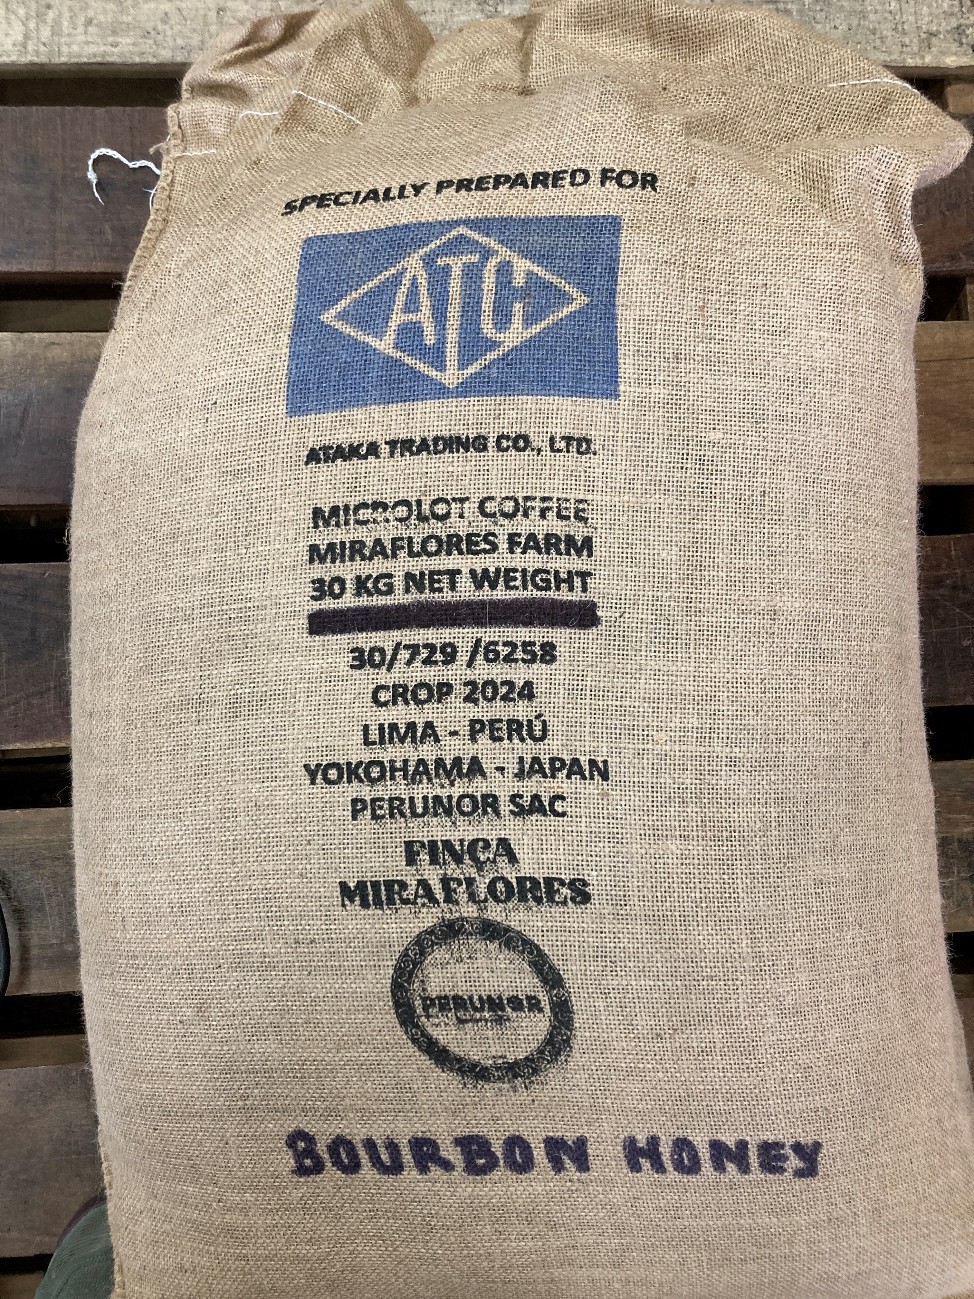 SPECIALLY PREPARED FOR
ATC
ATAKA TRADING CO., LTD.
MICROLOT COFFEE
MIRAFLORES FARM
30 KG NET WEIGHT
30/729 /6258
CROP 2024
LIMA - PERÚ
YOKOHAMA - JAPAN
PERUNOR SAC
FINCA
MIRAFLORES
PERUNOR
BOURBON HONEY